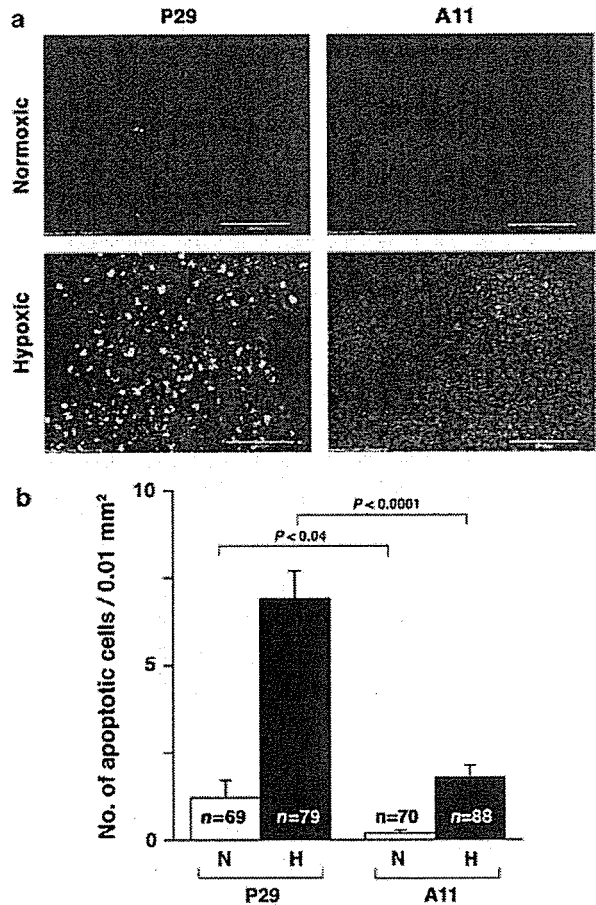 a
P29 A11
Normoxic
Hypoxic
b
No. of apoptotic cells / 0.01 mm²
10
5
0
P < 0.0001
P < 0.04
n=69 n=79 n=70 n=88
N H N H
P29 A11